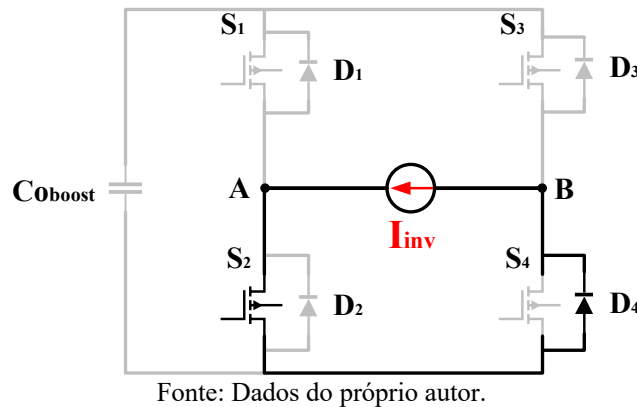 S1
S3
D1
D3
Coboost
A
B
Iinv
S2
S4
D2
D4
Fonte: Dados do próprio autor.